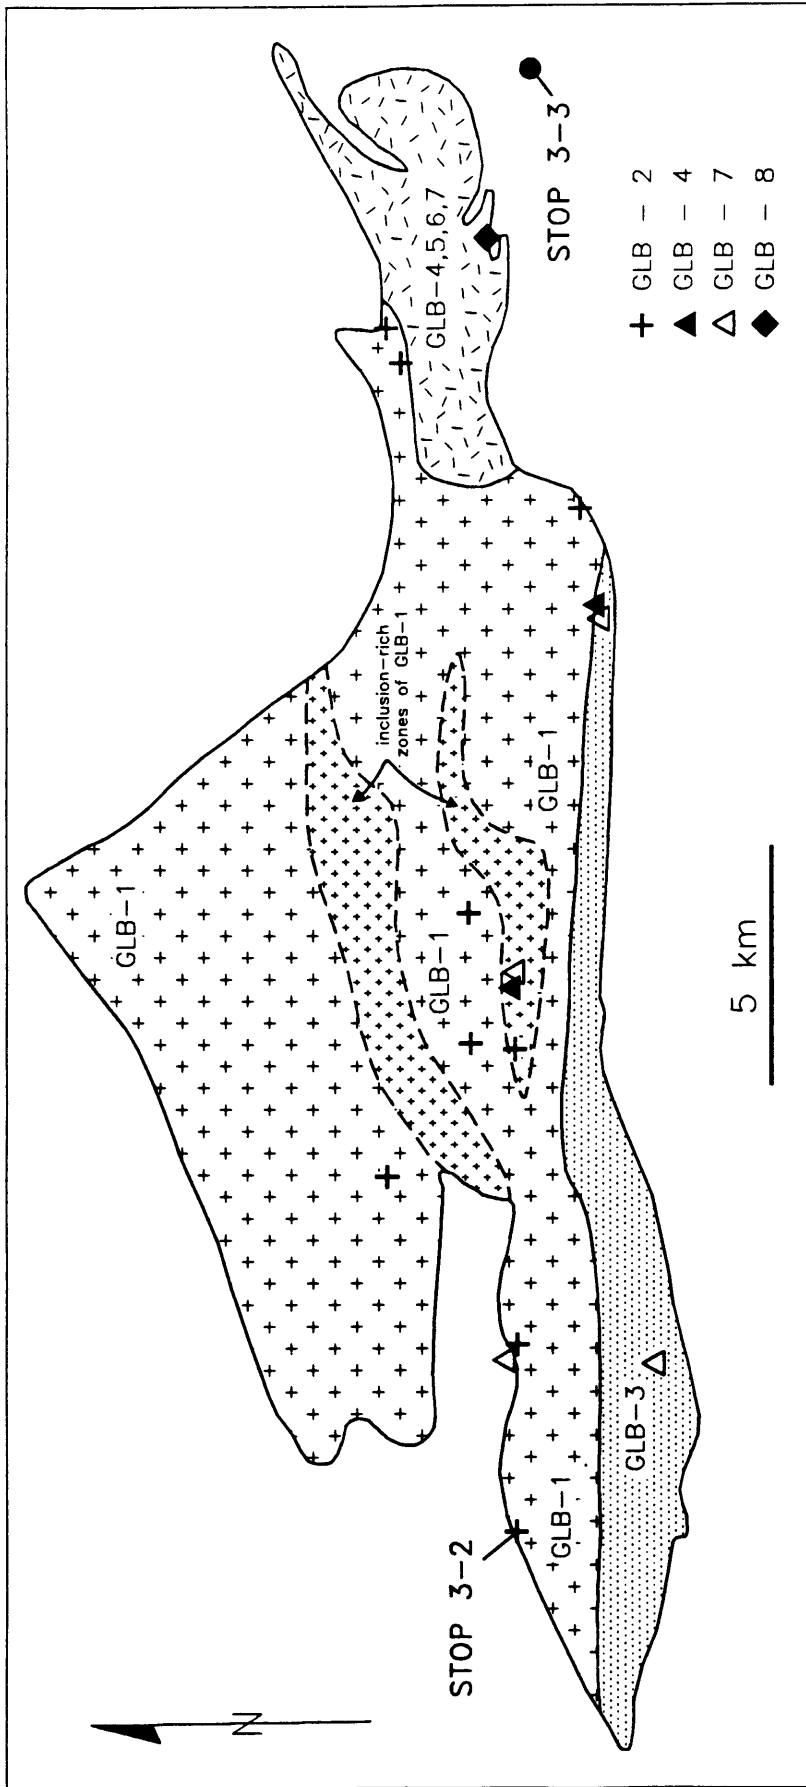 N
STOP 3-2
GLB-1
GLB-3
GLB-1
GLB-1
inclusion-rich
zones of GLB-1
GLB-1
GLB-4,5,6,7
STOP 3-3
5 km
+ GLB - 2
▲ GLB - 4
△ GLB - 7
◆ GLB - 8